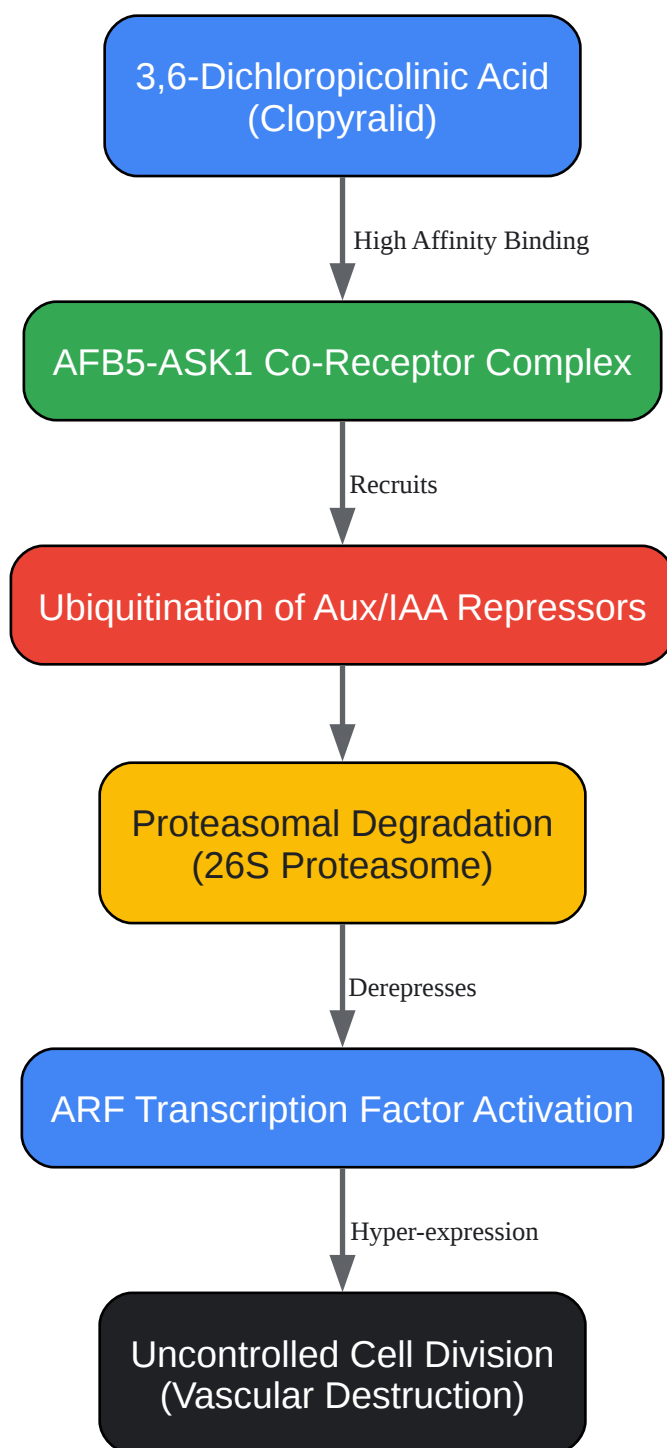 3,6-Dichloropicolinic Acid
(Clopyralid)
High Affinity Binding
AFB5-ASK1 Co-Receptor Complex
Recruits
Ubiquitination of Aux/IAA Repressors
Proteasomal Degradation
(26S Proteasome)
Derepresses
ARF Transcription Factor Activation
Hyper-expression
Uncontrolled Cell Division
(Vascular Destruction)